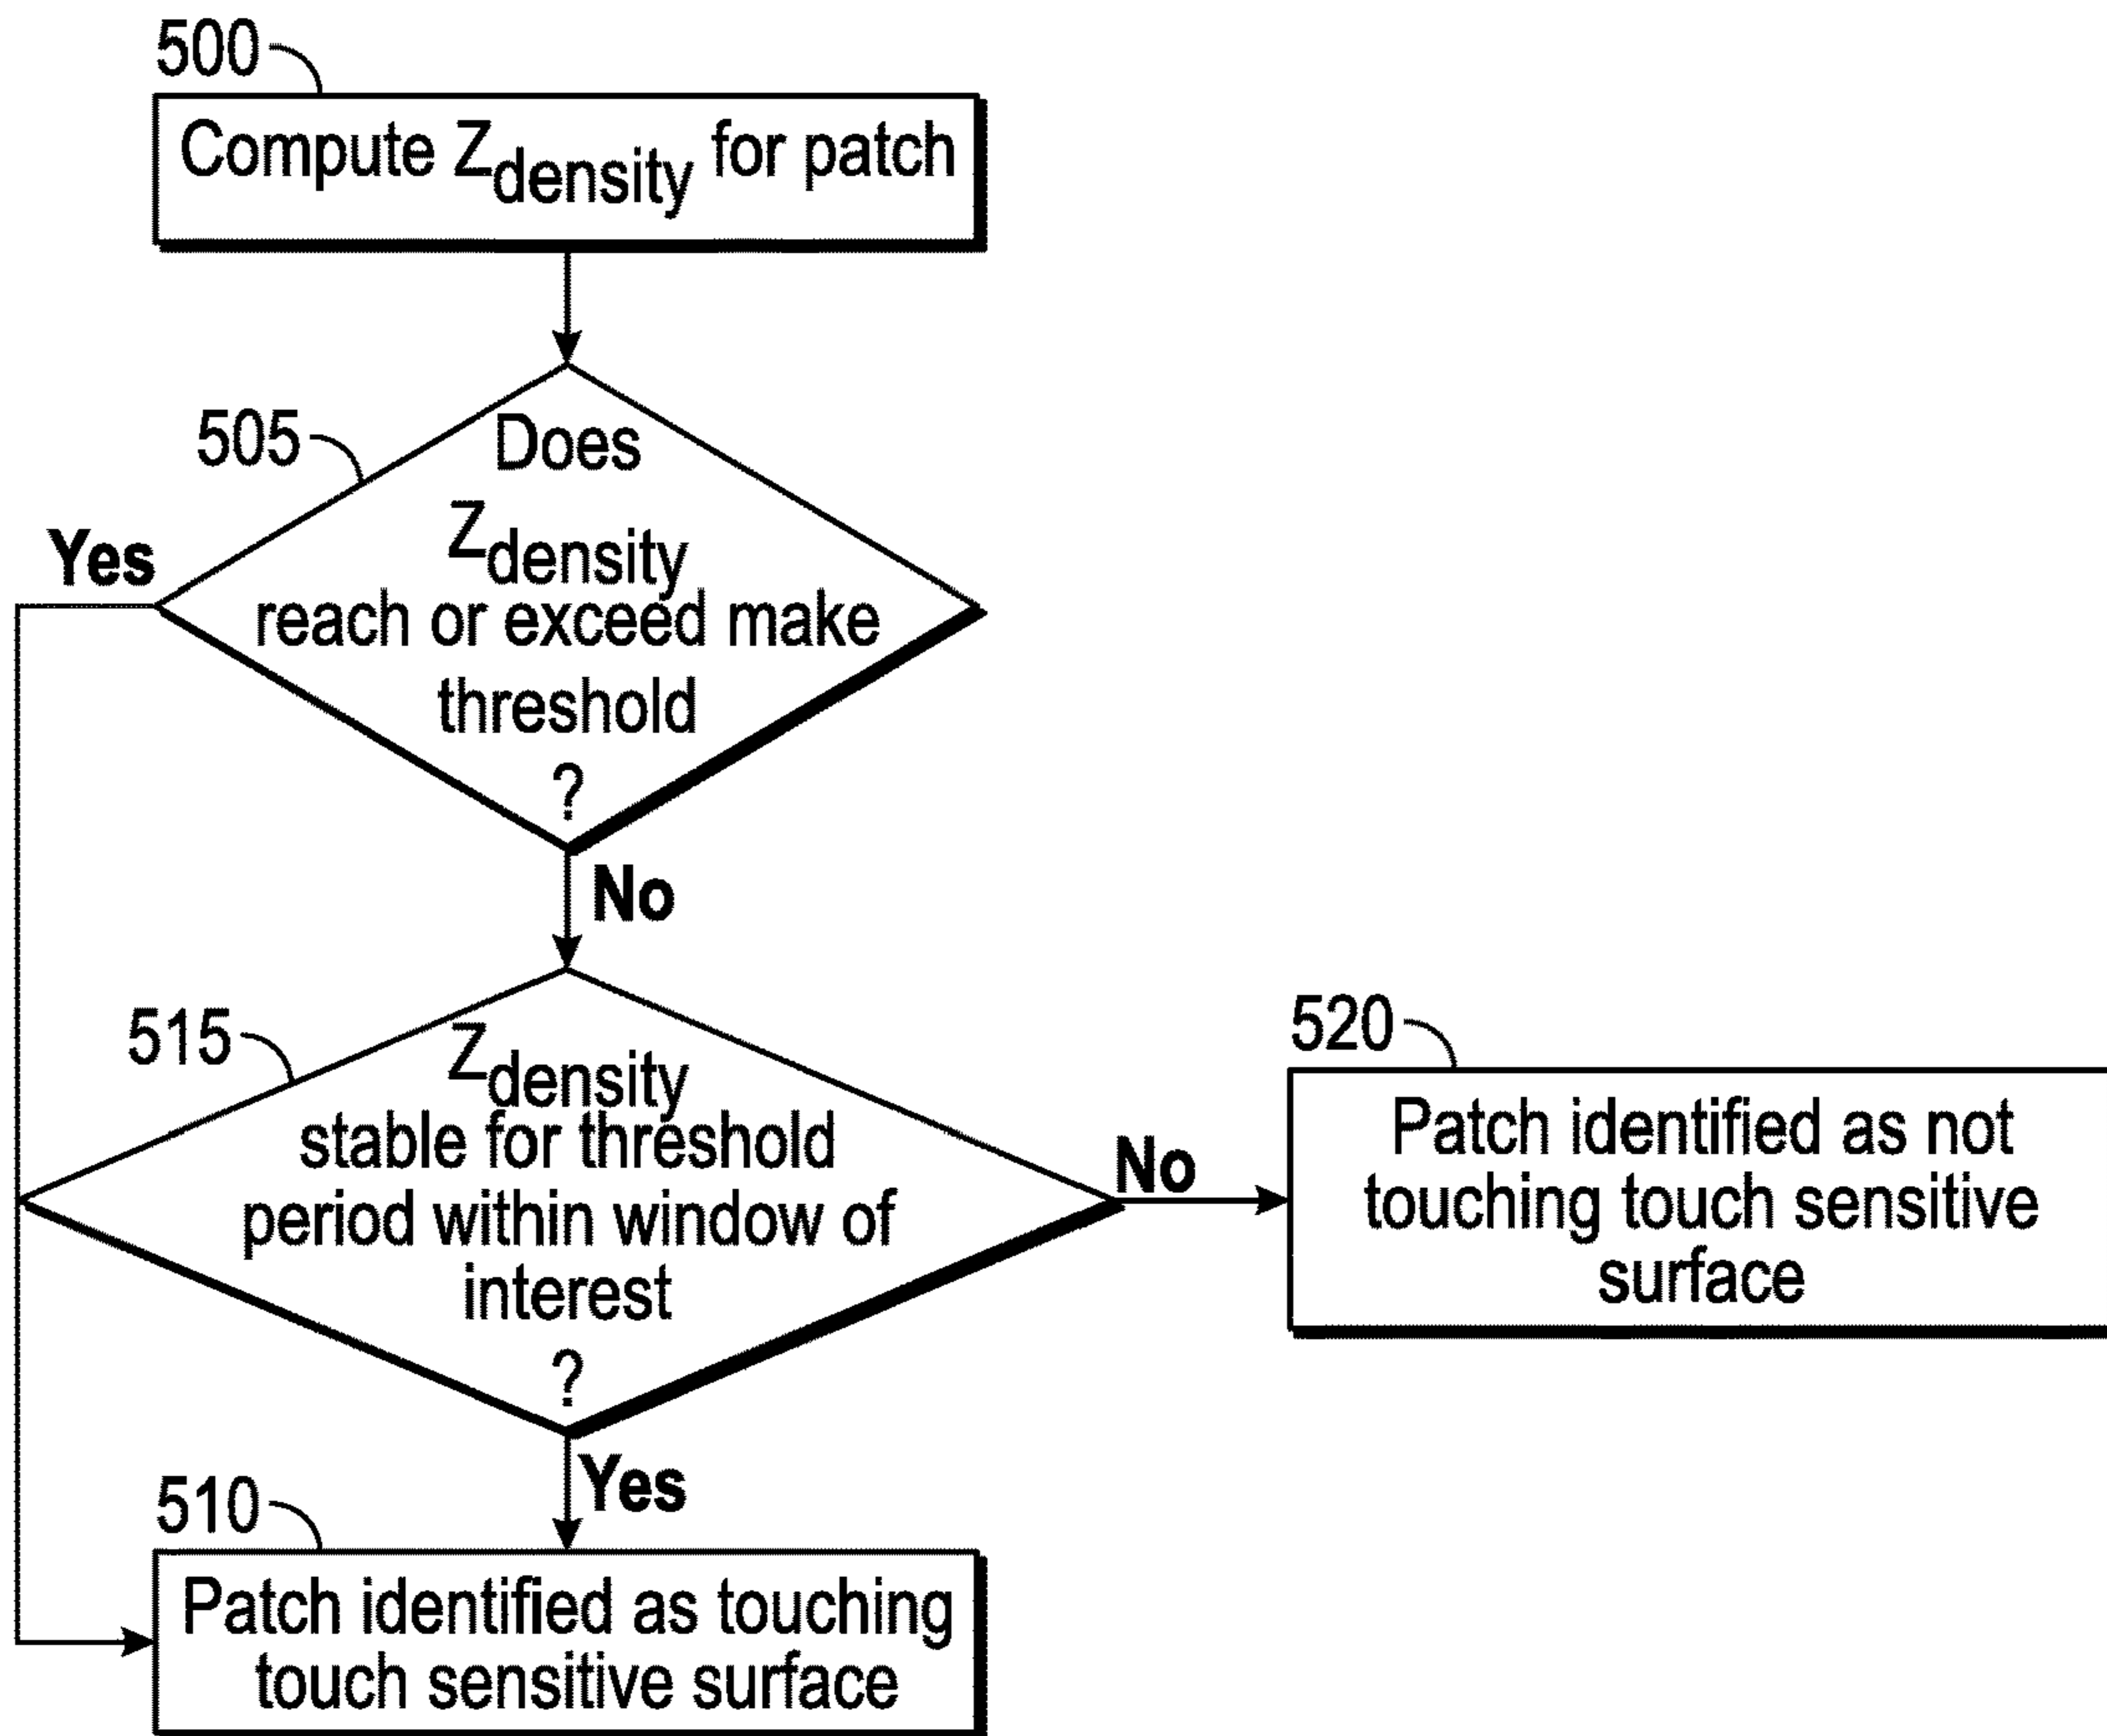 500
Compute Zdensity for patch
505
Does
Zdensity
reach or exceed make
threshold
?
Yes
No
515
Zdensity
stable for threshold
period within window of
interest
?
No
520
Patch identified as not
touching touch sensitive
surface
Yes
510
Patch identified as touching
touch sensitive surface